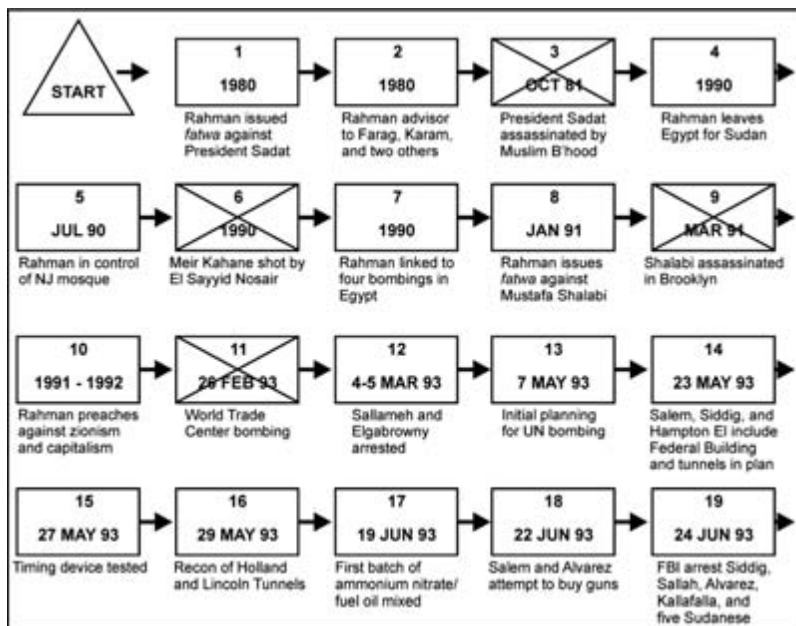 START
1
1980
Rahman issued
fatwa against
President Sadat
2
1980
Rahman advisor
to Farag, Karam,
and two others
3
OCT 81
President Sadat
assassinated by
Muslim B'hood
4
1990
Rahman leaves
Egypt for Sudan
5
JUL 90
Rahman in control
of NJ mosque
6
1990
Meir Kahane shot by
El Sayyid Nosair
7
1990
Rahman linked to
four bombings in
Egypt
8
JAN 91
Rahman issues
fatwa against
Mustafa Shalabi
9
MAR 91
Shalabi assassinated
in Brooklyn
10
1991 - 1992
Rahman preaches
against zionism
and capitalism
11
26 FEB 93
World Trade
Center bombing
12
4-5 MAR 93
Sallameh and
Elgabrowny
arrested
13
7 MAY 93
Initial planning
for UN bombing
14
23 MAY 93
Salem, Siddig, and
Hampton El include
Federal Building
and tunnels in plan
15
27 MAY 93
Timing device tested
16
29 MAY 93
Recon of Holland
and Lincoln Tunnels
17
19 JUN 93
First batch of
ammonium nitrate/
fuel oil mixed
18
22 JUN 93
Salem and Alvarez
attempt to buy guns
19
24 JUN 93
FBI arrest Siddig,
Sallah, Alvarez,
Kallafalla, and
five Sudanese